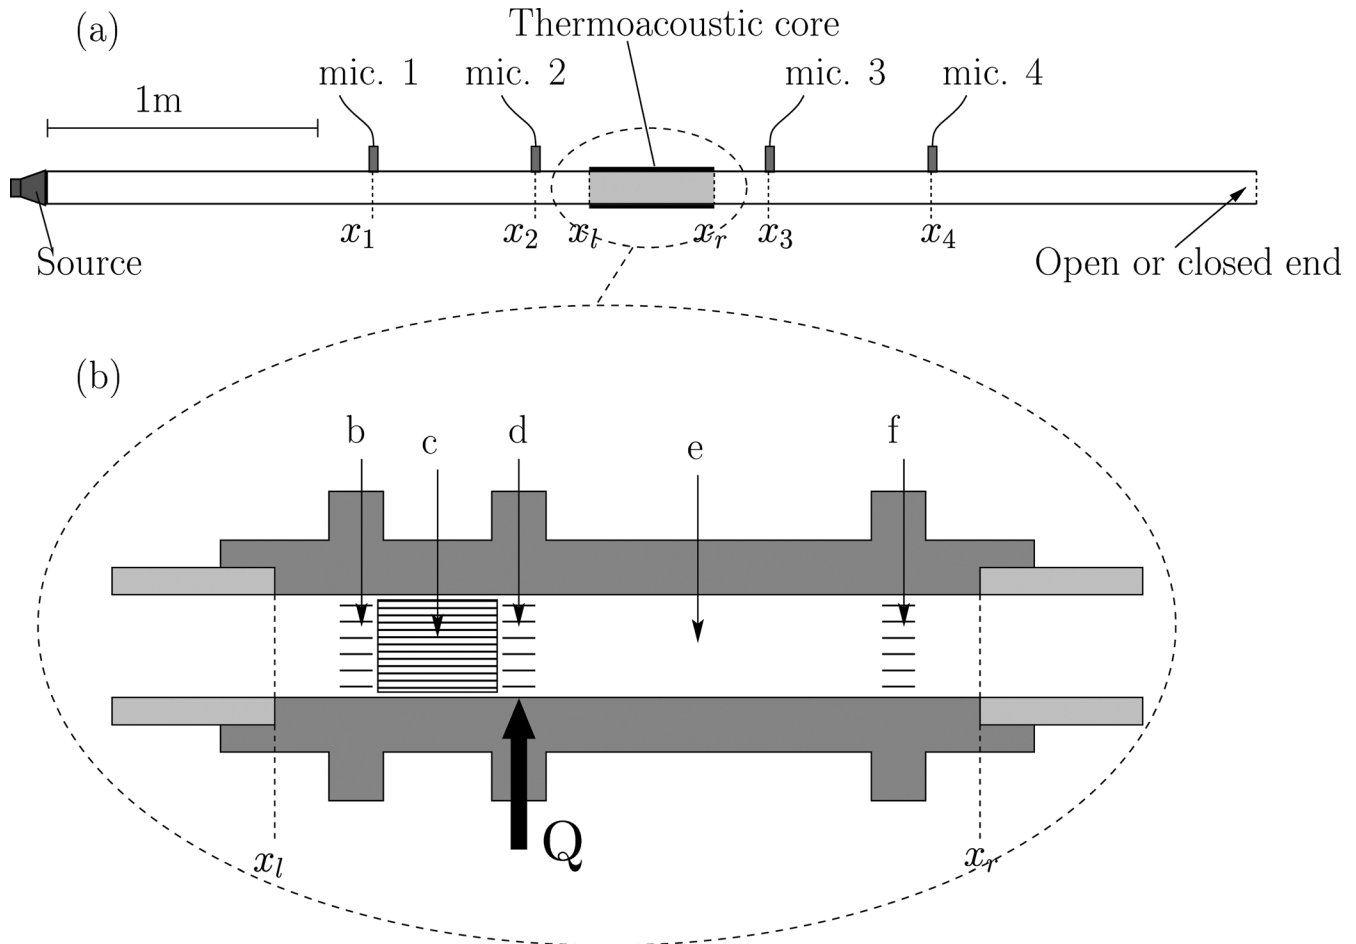 (a)
Thermoacoustic core
mic. 1 mic. 2 mic. 3 mic. 4
1m
x₁ x₂ xₗ xᵣ x₃ x₄
Source
Open or closed end
(b)
b c d e f
Q
xₗ xᵣ